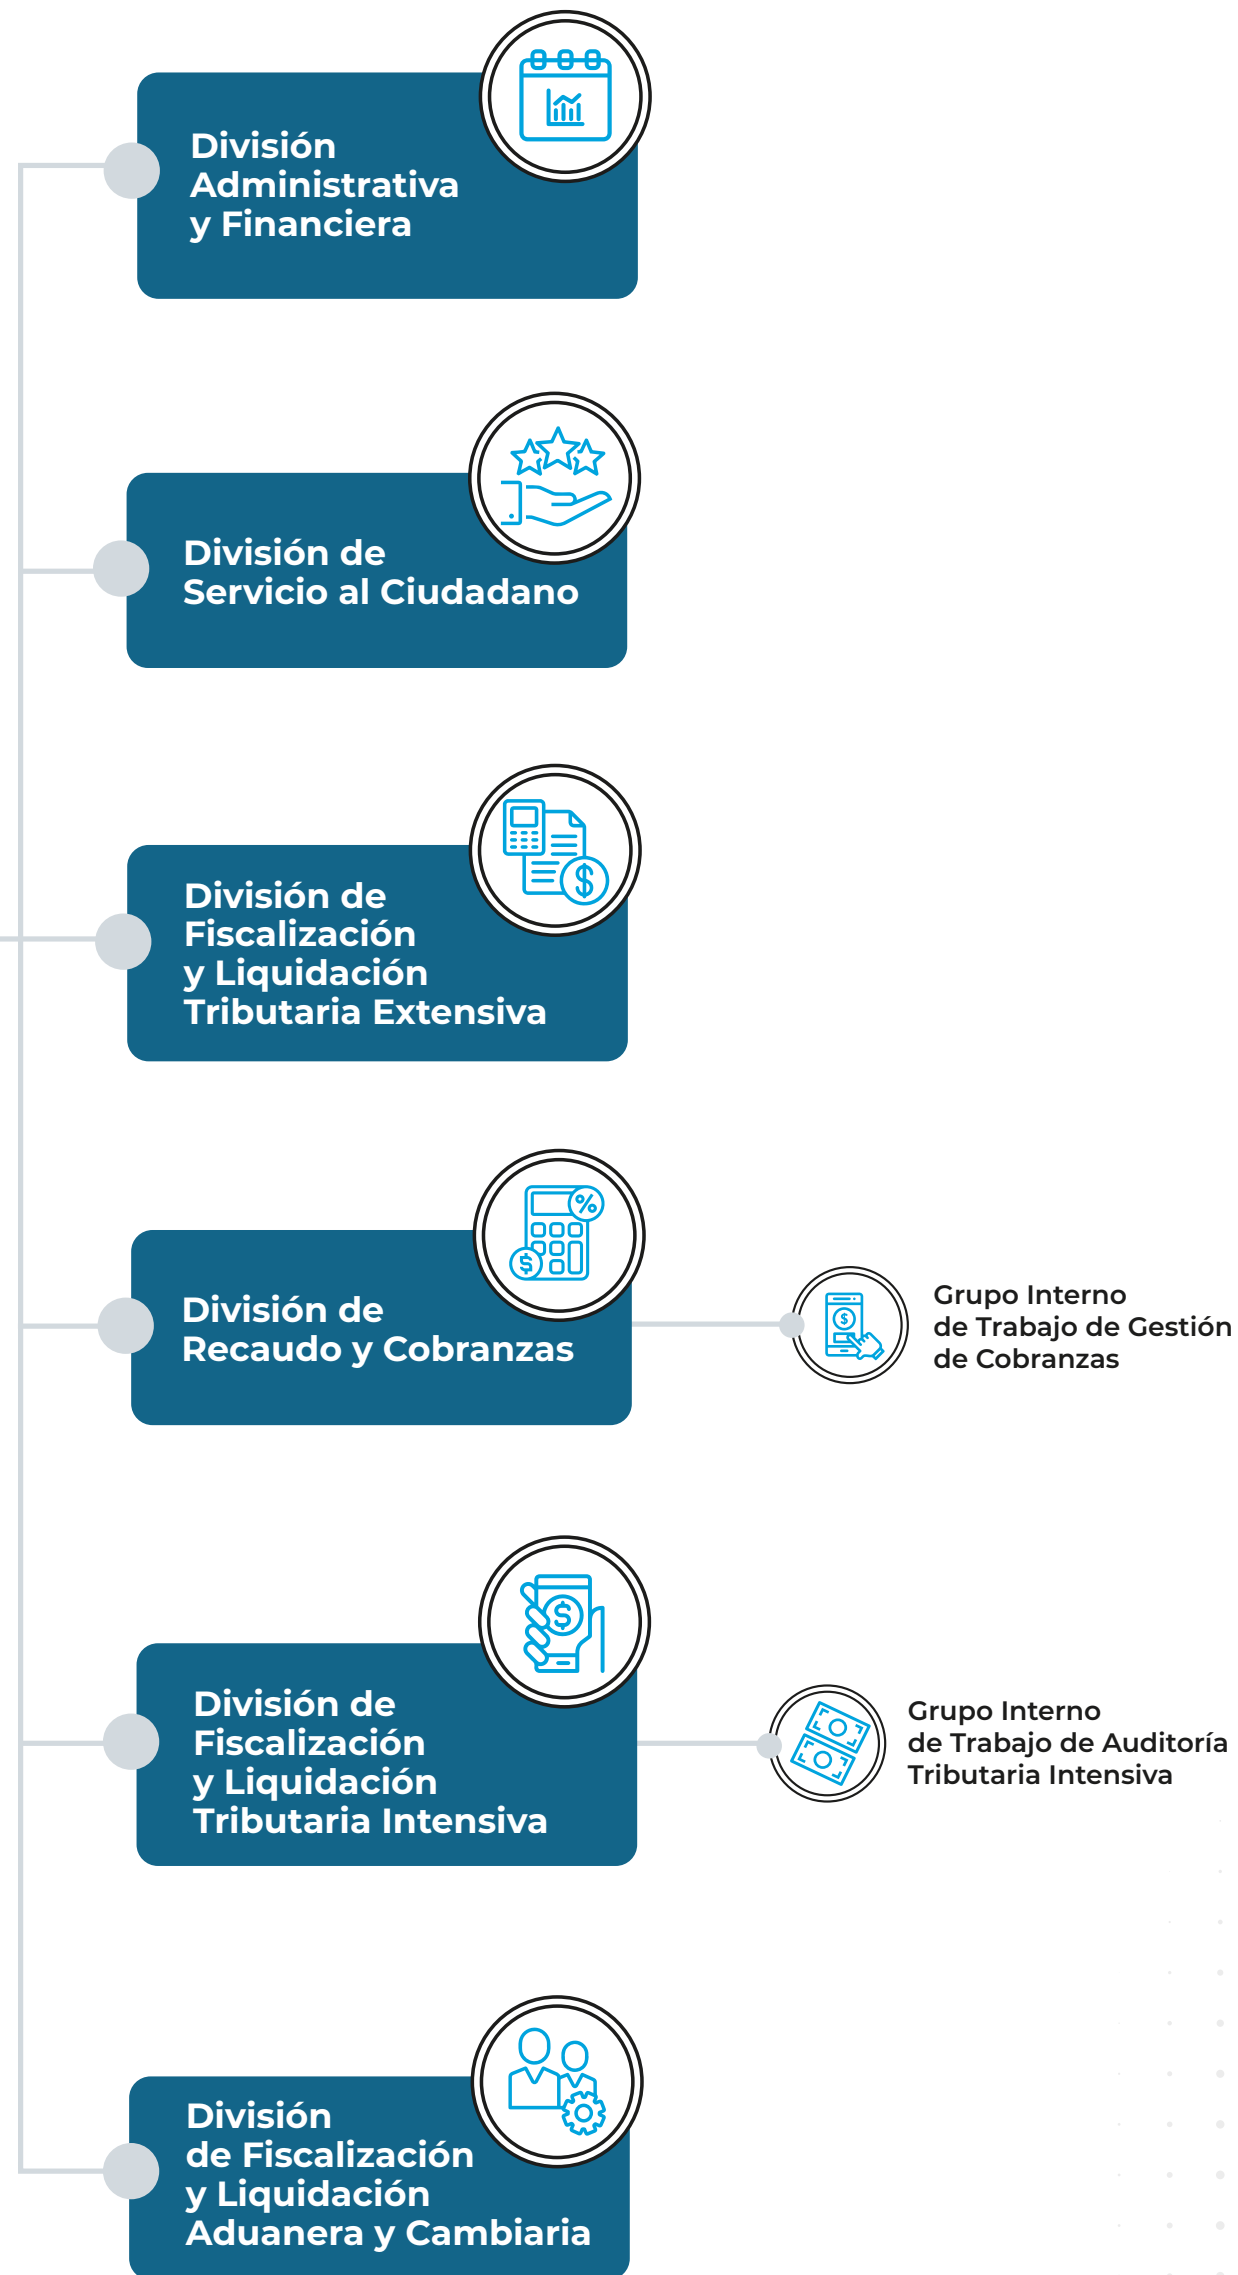 División
Administrativa
y Financiera
División de
Servicio al Ciudadano
División de
Fiscalización
y Liquidación
Tributaria Extensiva
División de
Recaudo y Cobranzas
Grupo Interno
de Trabajo de Gestión
de Cobranzas
División de
Fiscalización
y Liquidación
Tributaria Intensiva
Grupo Interno
de Trabajo de Auditoría
Tributaria Intensiva
División
de Fiscalización
y Liquidación
Aduanera y Cambiaria